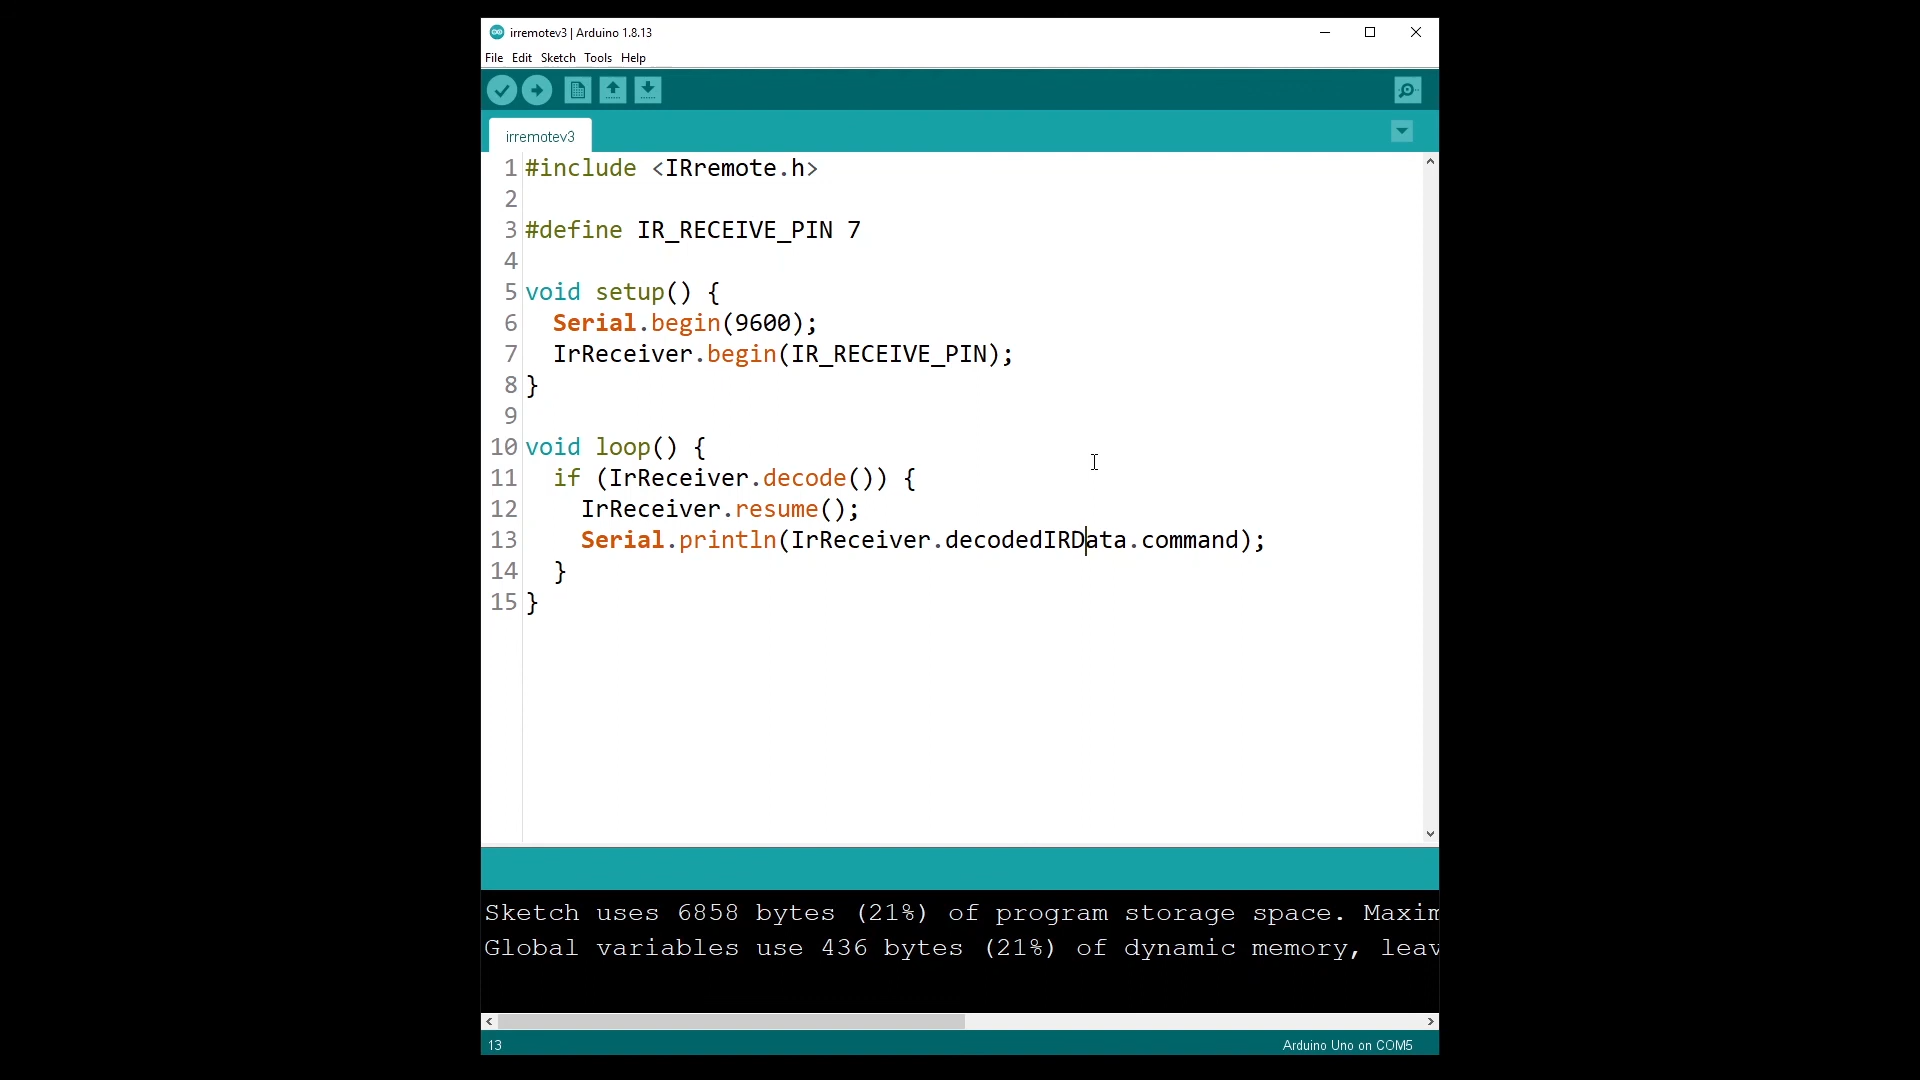 irremotev3 | Arduino 1.8.13
File Edit Sketch Tools Help
irremotev3
1 #include <IRremote.h>
2
3 #define IR_RECEIVE_PIN 7
4
5 void setup() {
6   Serial.begin(9600);
7   IrReceiver.begin(IR_RECEIVE_PIN);
8 }
9
10 void loop() {
11   if (IrReceiver.decode()) {
12     IrReceiver.resume();
13     Serial.println(IrReceiver.decodedIRData.command);
14   }
15 }
Sketch uses 6858 bytes (21%) of program storage space. Maxim
Global variables use 436 bytes (21%) of dynamic memory, leav
13 Arduino Uno on COM5